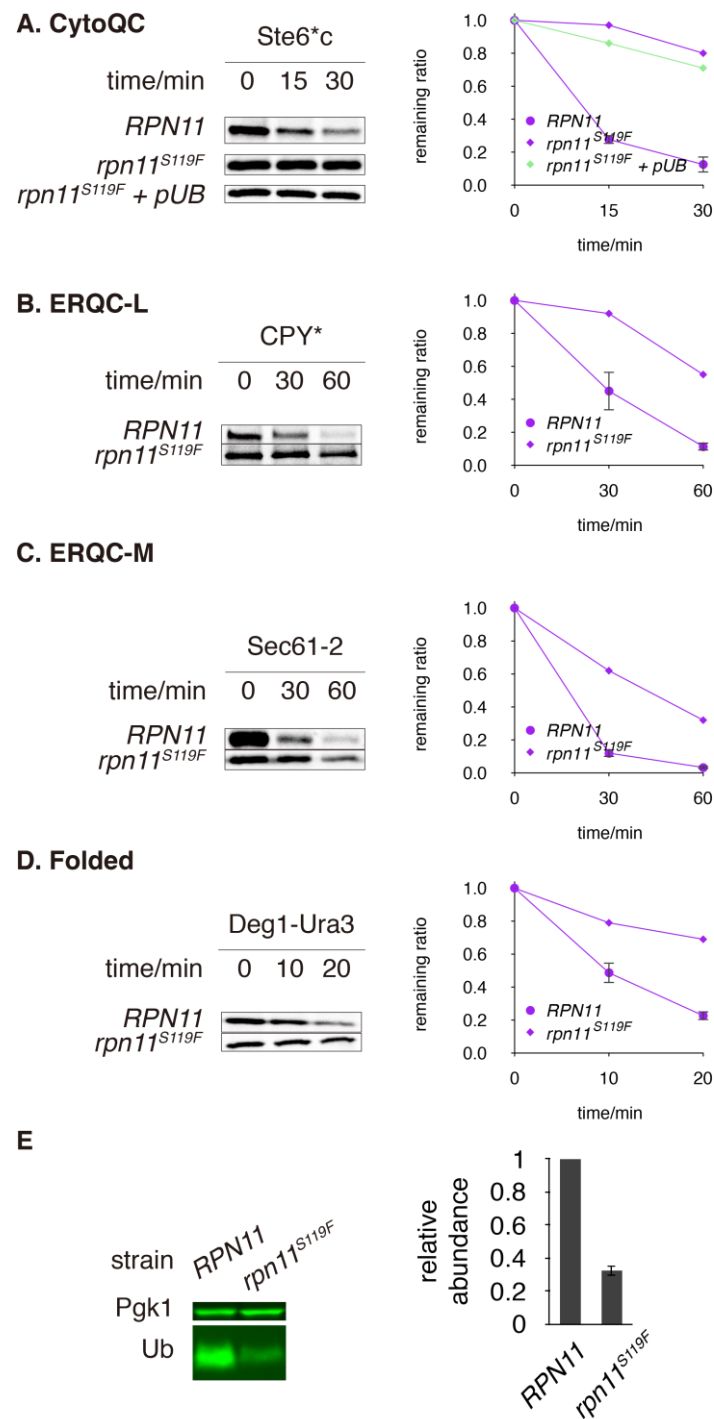 A. CytoQC
Ste6*c
time/min 0 15 30
RPN11
rpn11S119F
rpn11S119F + pUB
remaining ratio
1.0
0.8
0.6
0.4
0.2
0.0
RPN11
rpn11S119F
rpn11S119F + pUB
0 15 30
time/min
B. ERQC-L
CPY*
time/min 0 30 60
RPN11
rpn11S119F
remaining ratio
1.0
0.8
0.6
0.4
0.2
0.0
RPN11
rpn11S119F
0 30 60
time/min
C. ERQC-M
Sec61-2
time/min 0 30 60
RPN11
rpn11S119F
remaining ratio
1.0
0.8
0.6
0.4
0.2
0.0
RPN11
rpn11S119F
0 30 60
time/min
D. Folded
Deg1-Ura3
time/min 0 10 20
RPN11
rpn11S119F
remaining ratio
1.0
0.8
0.6
0.4
0.2
0.0
RPN11
rpn11S119F
0 10 20
time/min
E
strain RPN11 rpn11S119F
Pgk1
Ub
relative
abundance
1
0.8
0.6
0.4
0.2
0
RPN11
rpn11S119F